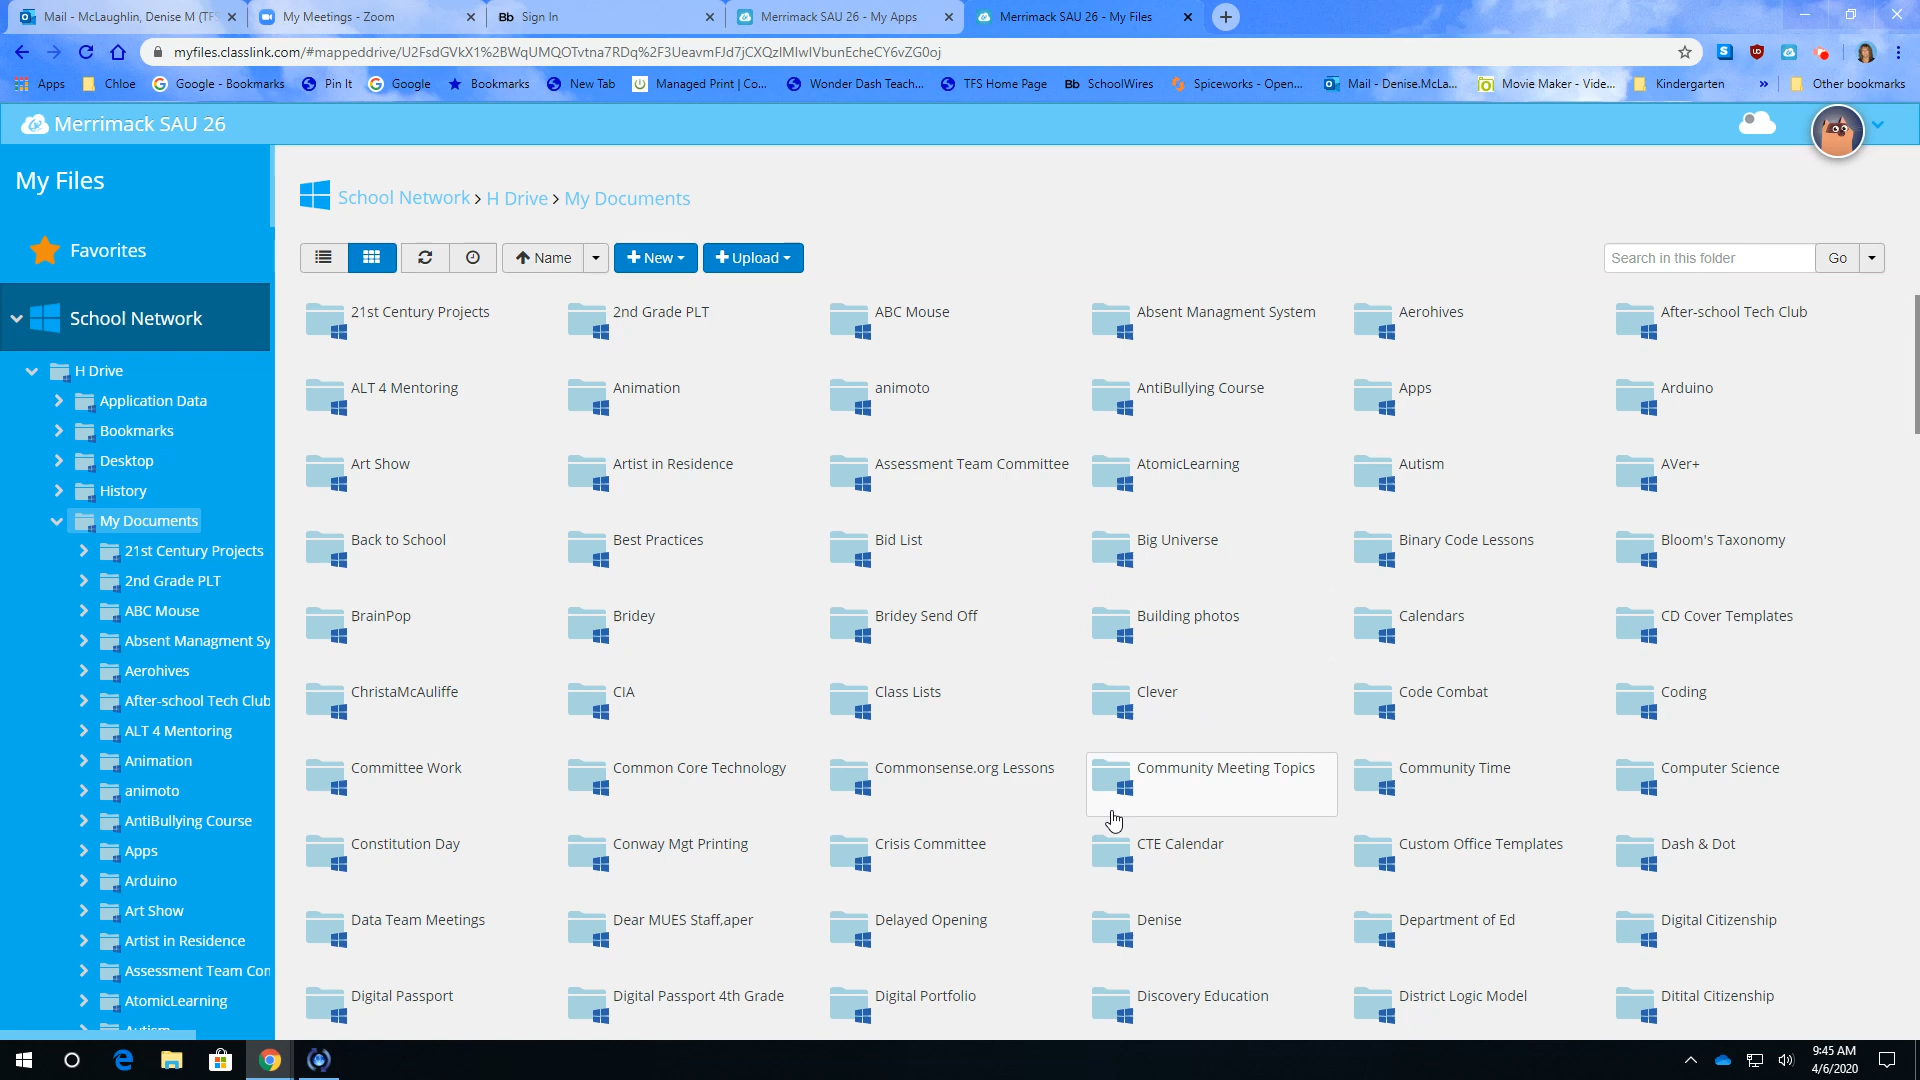 Mail - McLaughlin, Denise M (TFS
My Meetings - Zoom
Bb Sign In
Merrimack SAU 26 - My Apps
Merrimack SAU 26 - My Files
myfiles.classlink.com/#mappeddrive/U2FsdGVkX1%2BWqUMQOTvtna7RDq%2F3UeavmFJd7jCXQzlMIwIVbunEcheCY6vZG0oj
Apps
Chloe
Google - Bookmarks
Pin It
Google
Bookmarks
New Tab
Managed Print | Co...
Wonder Dash Teach...
TFS Home Page
Bb SchoolWires
Spiceworks - Open...
Mail - Denise.McLa...
Movie Maker - Vide...
Kindergarten
»
Other bookmarks
Merrimack SAU 26
My Files
Favorites
School Network
H Drive
Application Data
Bookmarks
Desktop
History
My Documents
21st Century Projects
2nd Grade PLT
ABC Mouse
Absent Managment Sy
Aerohives
After-school Tech Club
ALT 4 Mentoring
Animation
animoto
AntiBullying Course
Apps
Arduino
Art Show
Artist in Residence
Assessment Team Con
AtomicLearning
Autism
School Network > H Drive > My Documents
Name
New
Upload
Search in this folder
Go
21st Century Projects
2nd Grade PLT
ABC Mouse
Absent Managment System
Aerohives
After-school Tech Club
ALT 4 Mentoring
Animation
animoto
AntiBullying Course
Apps
Arduino
Art Show
Artist in Residence
Assessment Team Committee
AtomicLearning
Autism
AVer+
Back to School
Best Practices
Bid List
Big Universe
Binary Code Lessons
Bloom's Taxonomy
BrainPop
Bridey
Bridey Send Off
Building photos
Calendars
CD Cover Templates
ChristaMcAuliffe
CIA
Class Lists
Clever
Code Combat
Coding
Committee Work
Common Core Technology
Commonsense.org Lessons
Community Meeting Topics
Community Time
Computer Science
Constitution Day
Conway Mgt Printing
Crisis Committee
CTE Calendar
Custom Office Templates
Dash & Dot
Data Team Meetings
Dear MUES Staff,aper
Delayed Opening
Denise
Department of Ed
Digital Citizenship
Digital Passport
Digital Passport 4th Grade
Digital Portfolio
Discovery Education
District Logic Model
Ditital Citizenship
9:45 AM
4/6/2020